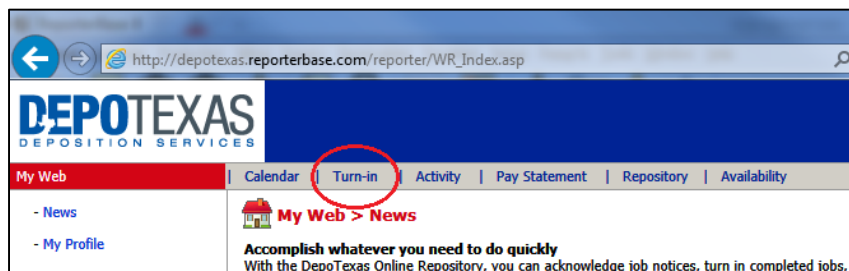 http://depotexas.reporterbase.com/reporter/WR_Index.asp
DEPOTEXAS
DEPOSITION SERVICES
My Web | Calendar | Turn-in | Activity | Pay Statement | Repository | Availability
- News
My Web > News
- My Profile
Accomplish whatever you need to do quickly
With the DepoTexas Online Repository, you can acknowledge job notices, turn in completed jobs,